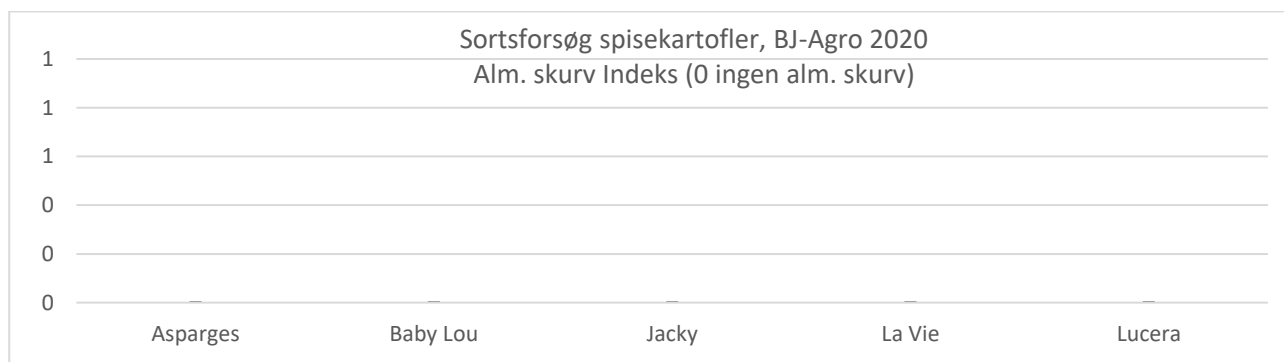 Sortsforsøg spisekartofler, BJ-Agro 2020
Alm. skurv Indeks (0 ingen alm. skurv)
1
1
1
0
0
0
Asparges Baby Lou Jacky La Vie Lucera